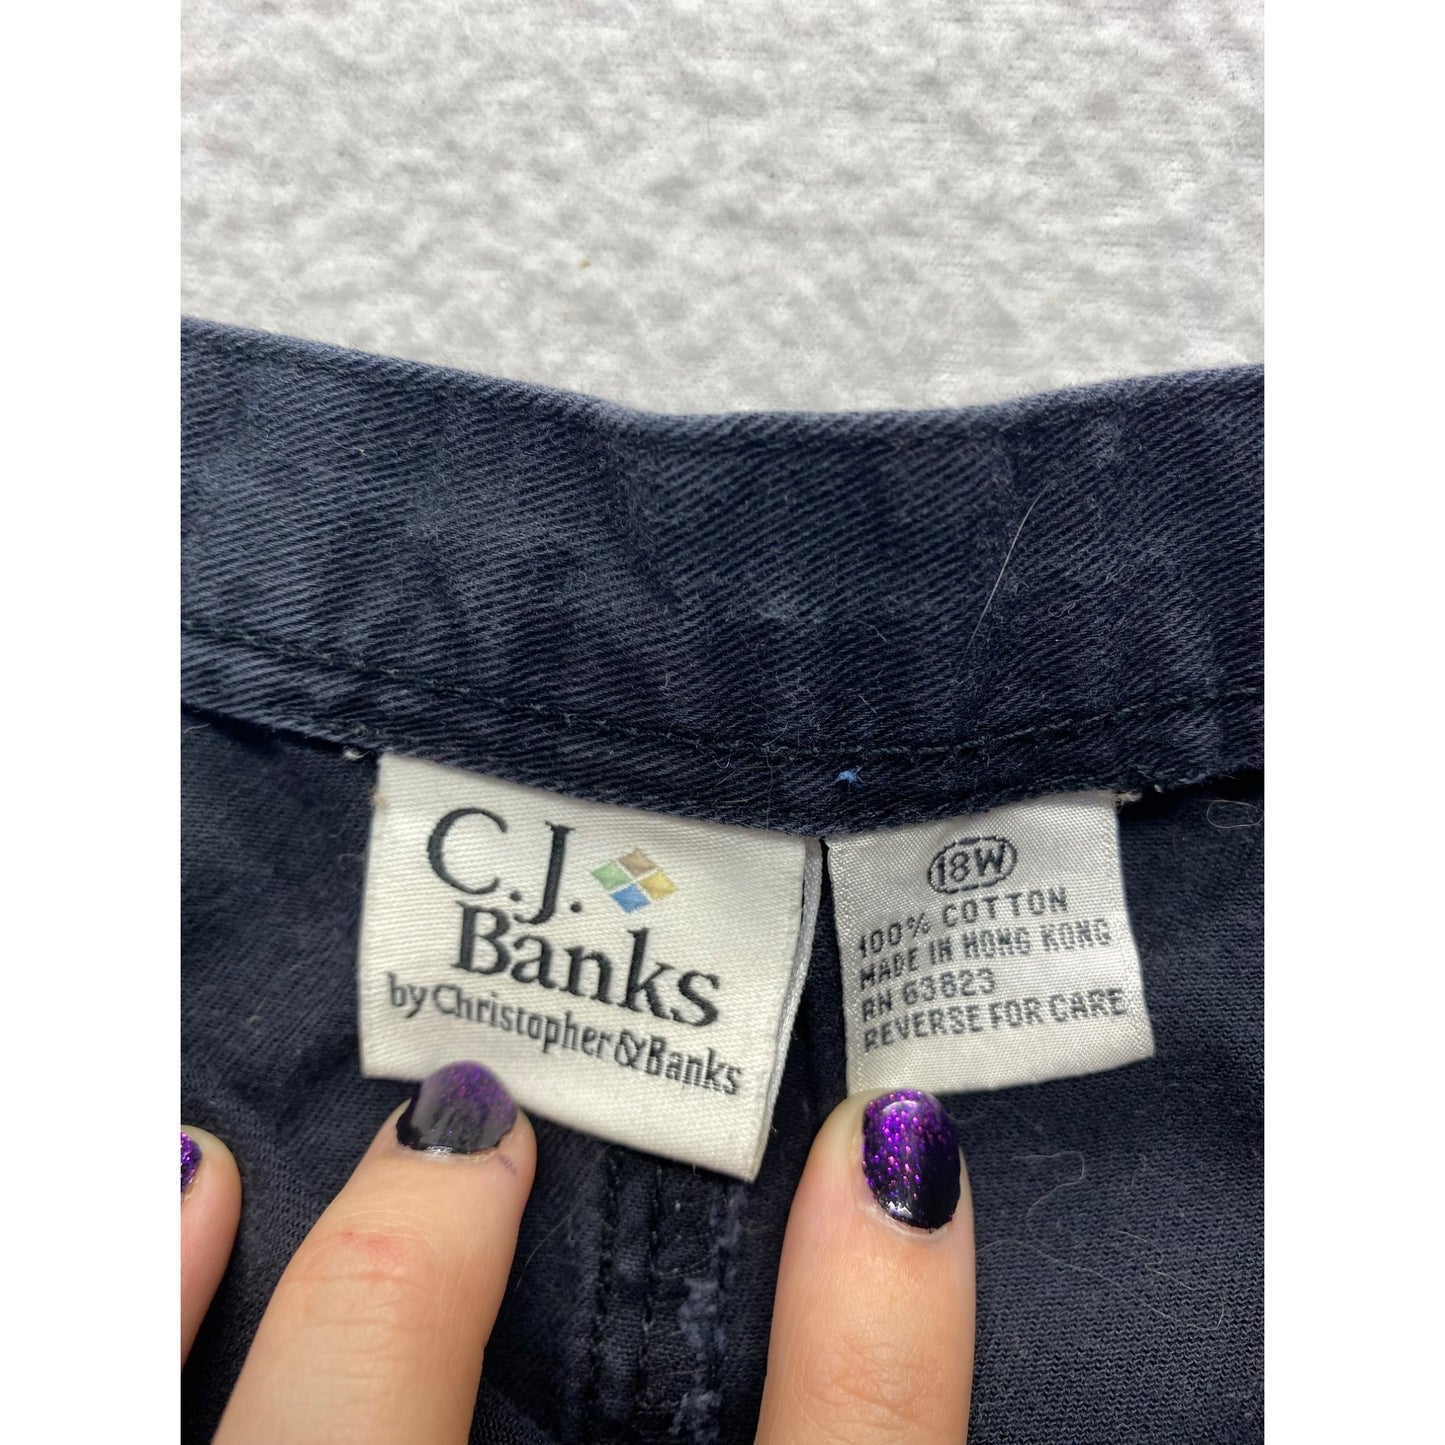 C.J.
Banks
by Christopher & Banks
18W
100% COTTON
MADE IN HONG KONG
RN 63823
REVERSE FOR CARE